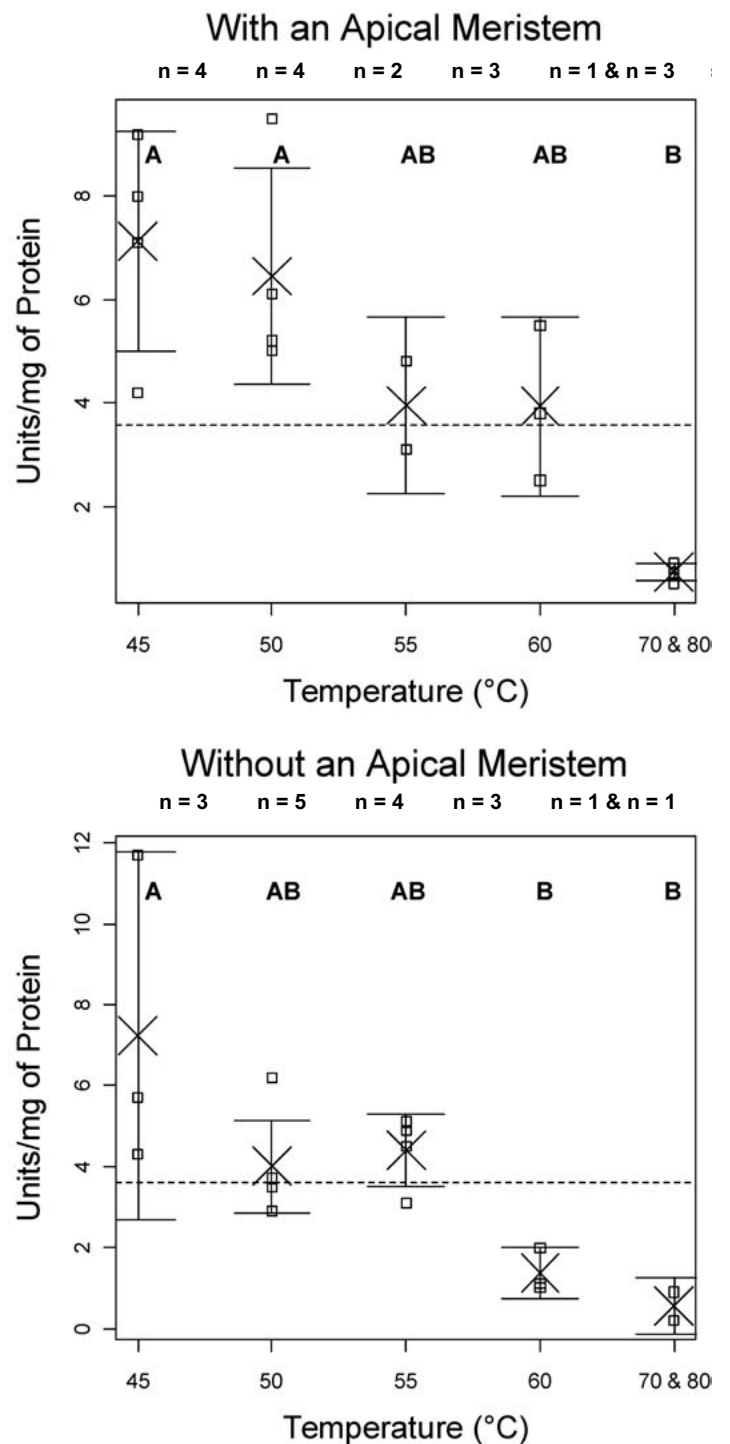 With an Apical Meristem
n = 4 n = 4 n = 2 n = 3 n = 1 & n = 3
A A AB AB B
8
6
4
2
Units/mg of Protein
45 50 55 60 70 & 80
Temperature (°C)
Without an Apical Meristem
n = 3 n = 5 n = 4 n = 3 n = 1 & n = 1
A AB AB B B
12
10
8
6
4
2
0
Units/mg of Protein
45 50 55 60 70 & 80
Temperature (°C)